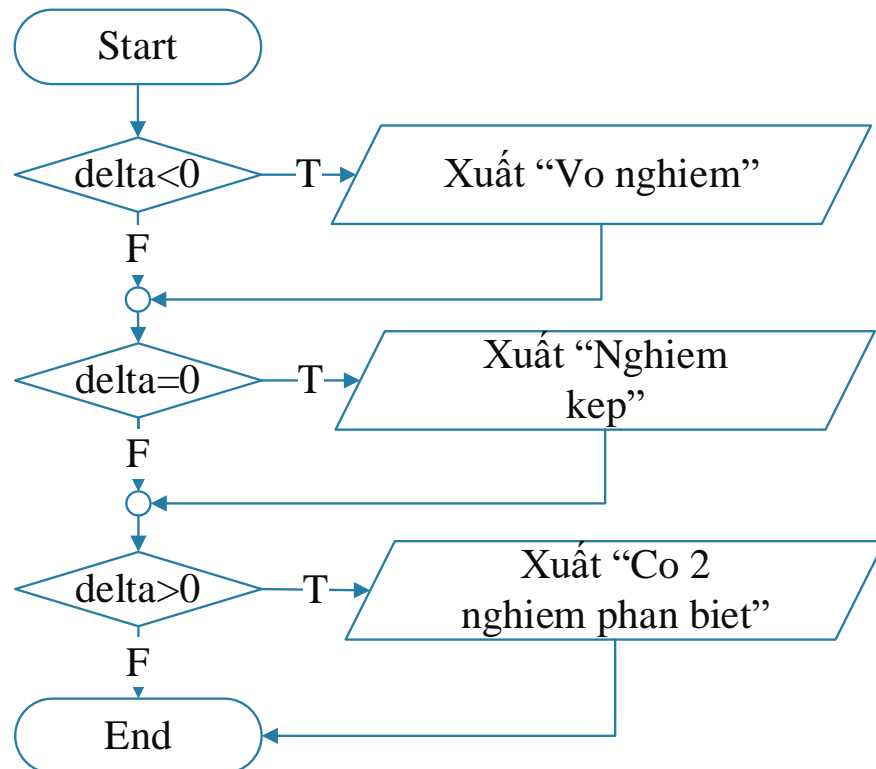 Start
delta<0
T
Xuất “Vo nghiem”
F
delta=0
T
Xuất “Nghiem
kep”
F
delta>0
T
Xuất “Co 2
nghiem phan biet”
F
End